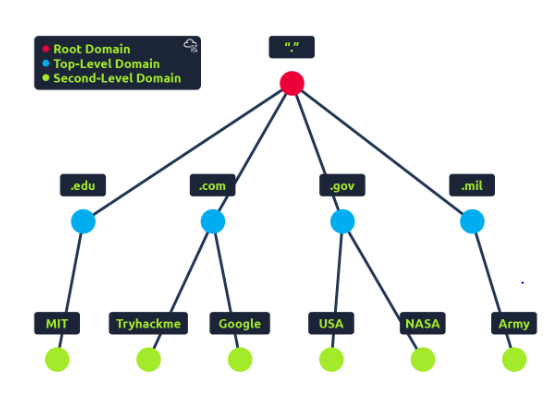 Root Domain
Top-Level Domain
Second-Level Domain
“.”
.edu
.com
.gov
.mil
MIT
Tryhackme
Google
USA
NASA
Army